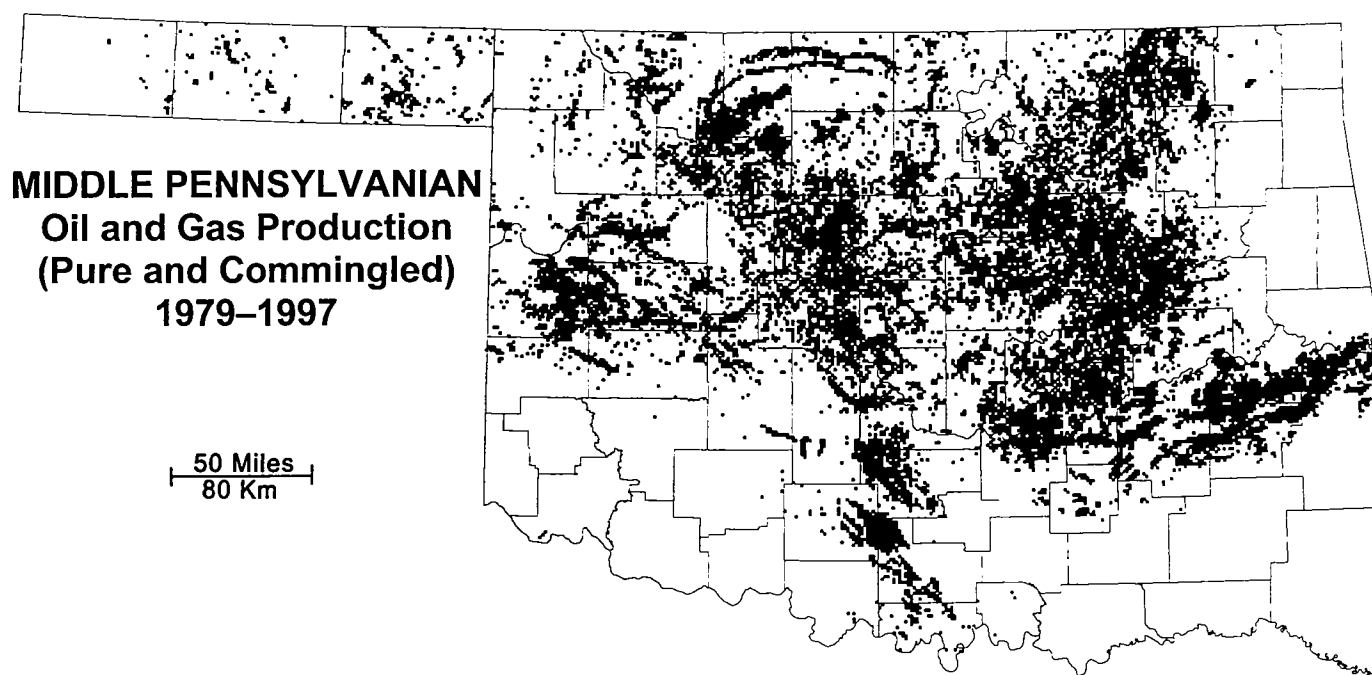 MIDDLE PENNSYLVANIAN
Oil and Gas Production
(Pure and Commingled)
1979–1997
50 Miles
80 Km